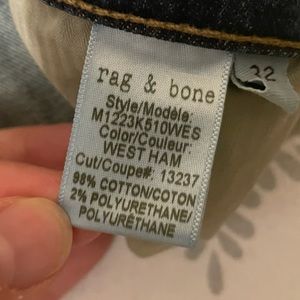 rag & bone
Style/Modèle:
M1223K510WES
Color/Couleur:
WEST HAM
Cut/Coupe#: 13237
98% COTTON/COTON
2% POLYURETHANE/
POLYURÉTHANE
32